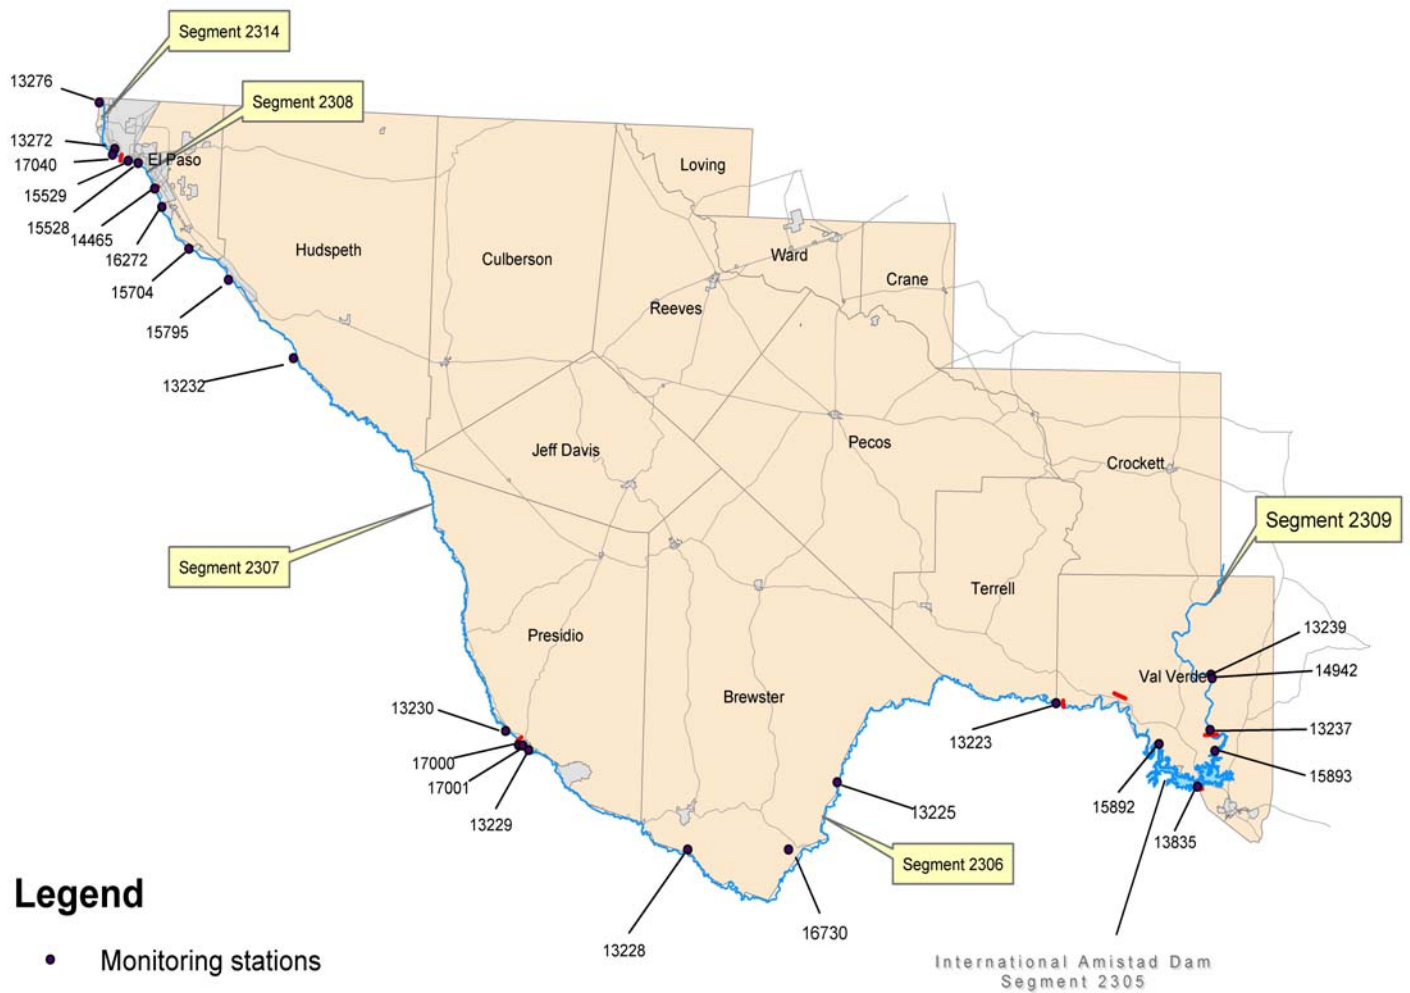 Segment 2314
13276
Segment 2308
13272
17040
El Paso
15529
15528
14465
16272
15704
15795
13232
Hudspeth
Culberson
Loving
Ward
Crane
Reeves
Jeff Davis
Pecos
Crockett
Segment 2309
Segment 2307
Terrell
Presidio
Brewster
Val Verde
13239
14942
13237
15893
13230
17000
17001
13229
13223
15892
13835
13225
Segment 2306
13228
16730
International Amistad Dam
Segment 2305
Legend
Monitoring stations